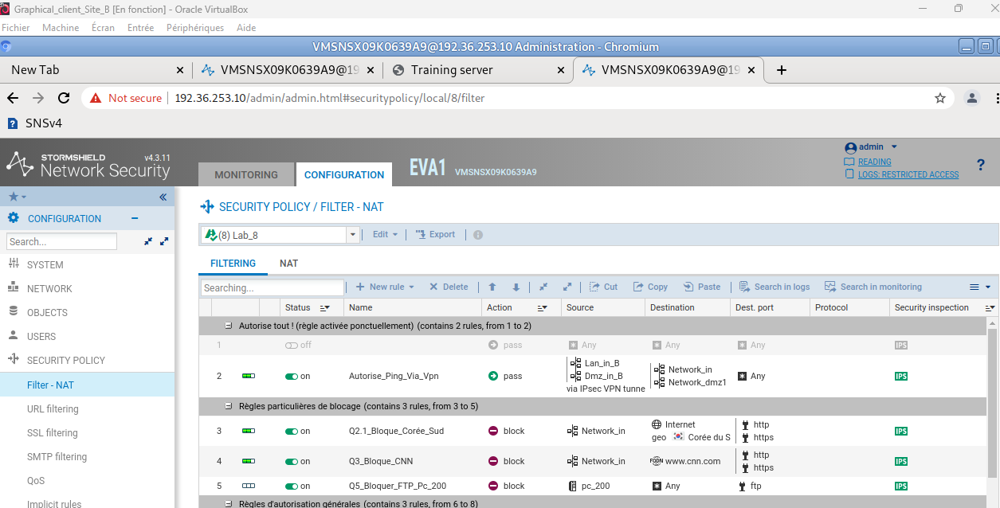 Graphical_client_Site_B [En fonction] - Oracle VirtualBox
Fichier Machine Écran Entrée Périphériques Aide
VMSNSX09K0639A9@192.36.253.10 Administration - Chromium
New Tab VMSNSX09K0639A9@19 Training server VMSNSX09K0639A9@19
Not secure 192.36.253.10/admin/admin.html#securitypolicy/local/8/filter
SNSv4
STORMSHIELD v4.3.11
Network Security
MONITORING CONFIGURATION EVA1 VMSNSX09K0639A9
admin
READING
LOGS: RESTRICTED ACCESS
?
CONFIGURATION
Search...
SYSTEM
NETWORK
OBJECTS
USERS
SECURITY POLICY
Filter - NAT
URL filtering
SSL filtering
SMTP filtering
QoS
Implicit rules
SECURITY POLICY / FILTER - NAT
(8) Lab_8 Edit Export
FILTERING NAT
Searching... New rule Delete Cut Copy Paste Search in logs Search in monitoring
Status Name Action Source Destination Dest. port Protocol Security inspection
Autorise tout ! (règle activée ponctuellement) (contains 2 rules, from 1 to 2)
1 off pass Any Any Any IPS
2 on Autorise_Ping_Via_Vpn pass Lan_in_B Dmz_in_B via IPsec VPN tunne Network_in Network_dmz1 Any IPS
Règles particulières de blocage (contains 3 rules, from 3 to 5)
3 on Q2.1_Bloque_Corée_Sud block Network_in Internet geo Corée du S http https IPS
4 on Q3_Bloque_CNN block Network_in FQDN www.cnn.com http https IPS
5 on Q5_Bloquer_FTP_Pc_200 block pc_200 Any ftp IPS
Règles d'autorisation générales (contains 3 rules, from 6 to 8)